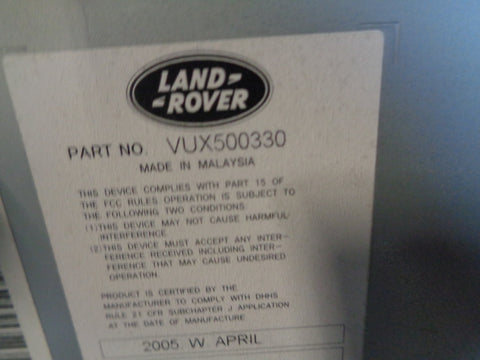 LAND-
-ROVER
PART NO. VUX500330
MADE IN MALAYSIA
THIS DEVICE COMPLIES WITH PART 15 OF
THE FCC RULES OPERATION IS SUBJECT TO
THE FOLLOWING TWO CONDITIONS
(1)THIS DEVICE MAY NOT CAUSE HARMFUL
INTERFERENCE
(2)THIS DEVICE MUST ACCEPT ANY INTER-
FERENCE RECEIVED INCLUDING INTER-
FERENCE THAT MAY CAUSE UNDESIRED
OPERATION
PRODUCT IS CERTIFIED BY THE
MANUFACTURER TO COMPLY WITH DHHS
RULE 21 CFR SUBCHAPTER J APPLICATION
AT THE DATE OF MANUFACTURE
2005 W APRIL